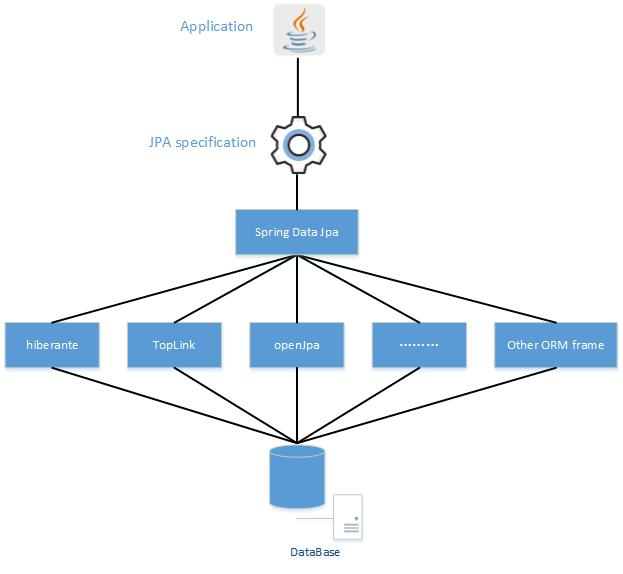 Application
JPA specification
Spring Data Jpa
hiberante
TopLink
openJpa
………
Other ORM frame
DataBase